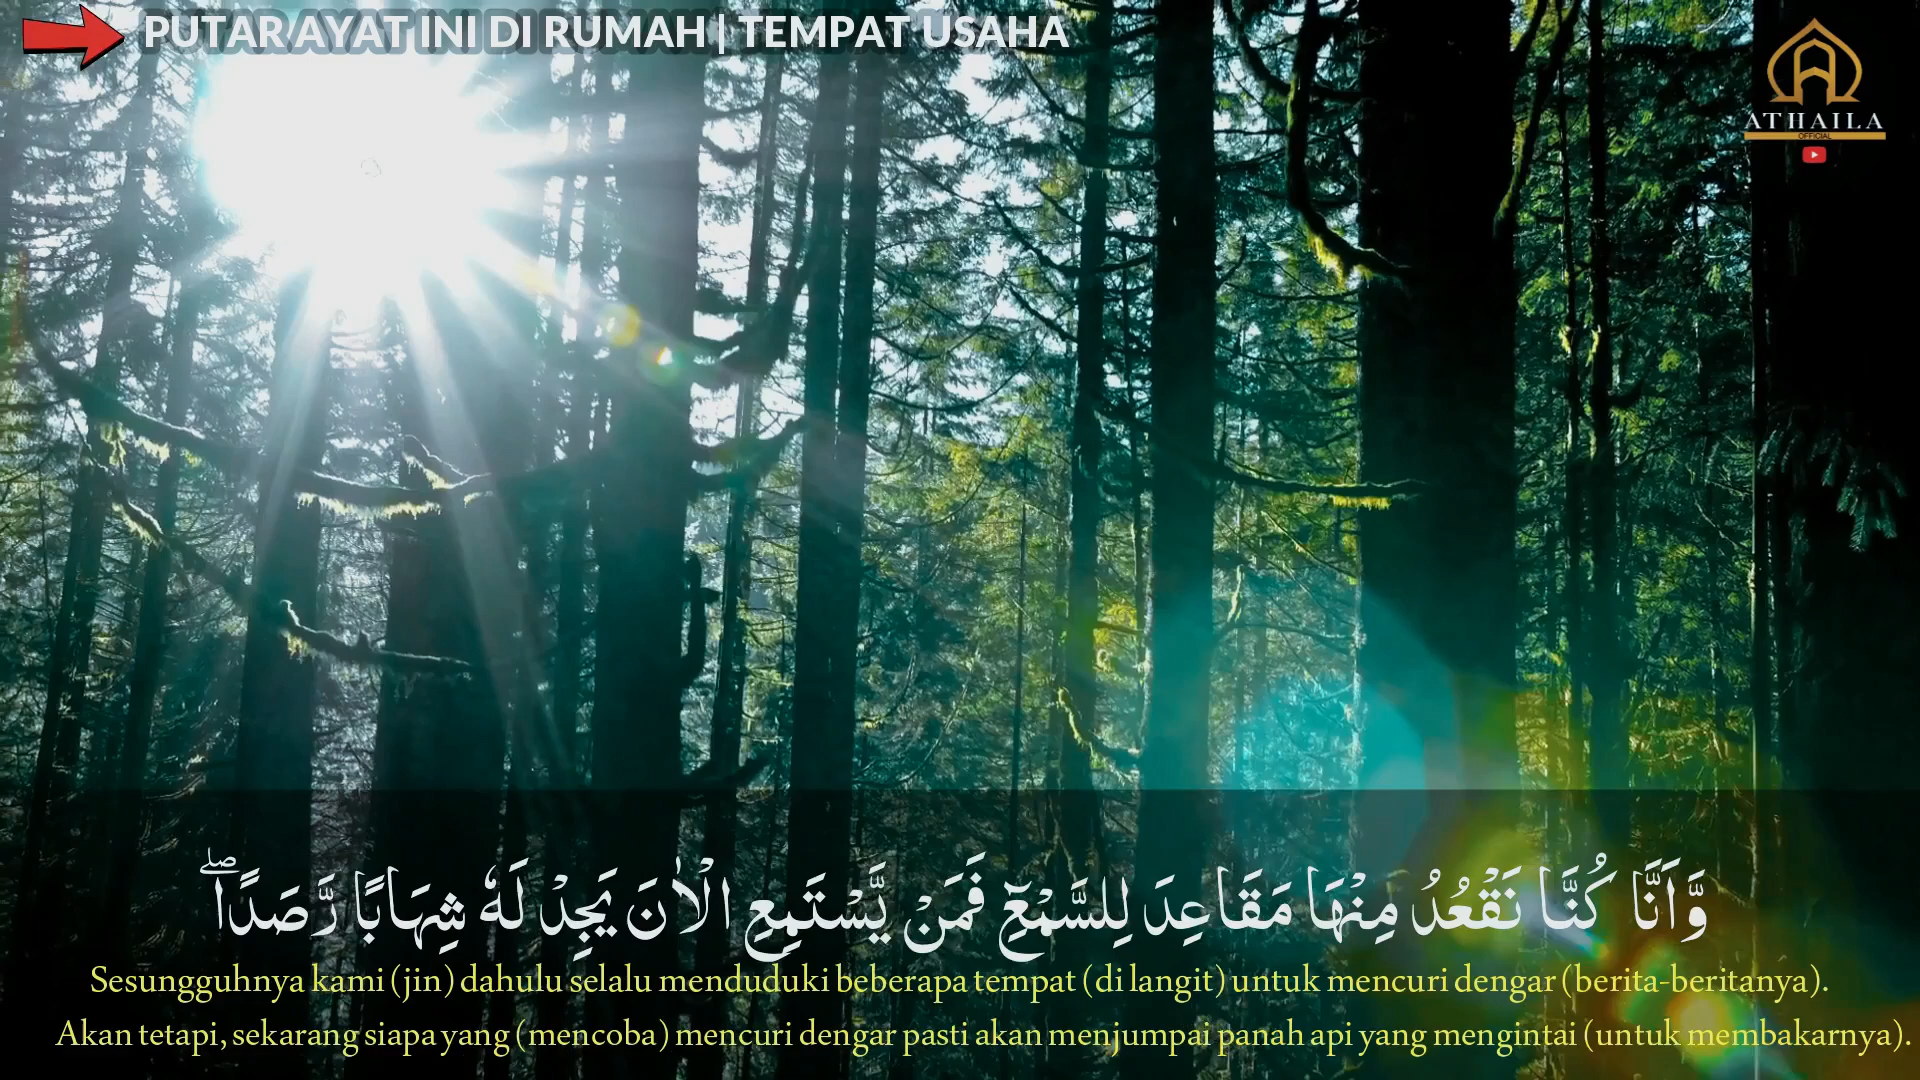 PUTAR AYAT INI DI RUMAH | TEMPAT USAHA
ATHAILA
OFFICIAL
وَّاَنَّا كُنَّا نَقْعُدُ مِنْهَا مَقَاعِدَ لِلسَّمْعِۗ فَمَنْ يَّسْتَمِعِ الْاٰنَ يَجِدْ لَهٗ شِهَابًا رَّصَدًاۖ
Sesungguhnya kami (jin) dahulu selalu menduduki beberapa tempat (di langit) untuk mencuri dengar (berita-beritanya).
Akan tetapi, sekarang siapa yang (mencoba) mencuri dengar pasti akan menjumpai panah api yang mengintai (untuk membakarnya).